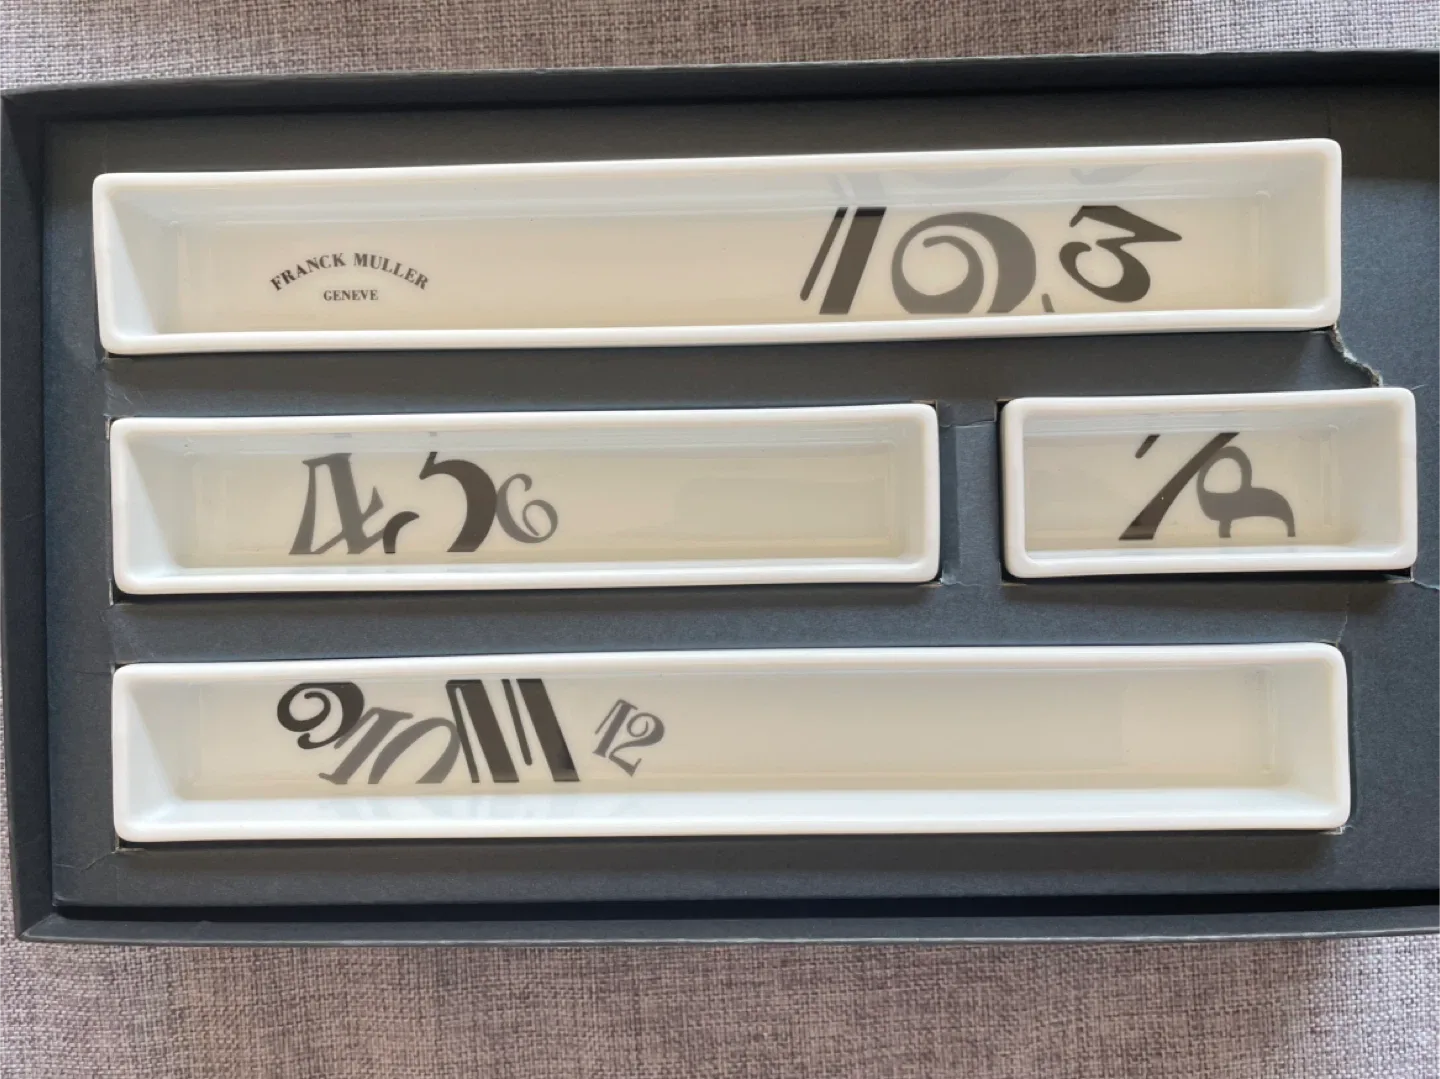 FRANCK MULLER
GENEVE
1 2 3
4 5 6
7 8
9 10 11 12